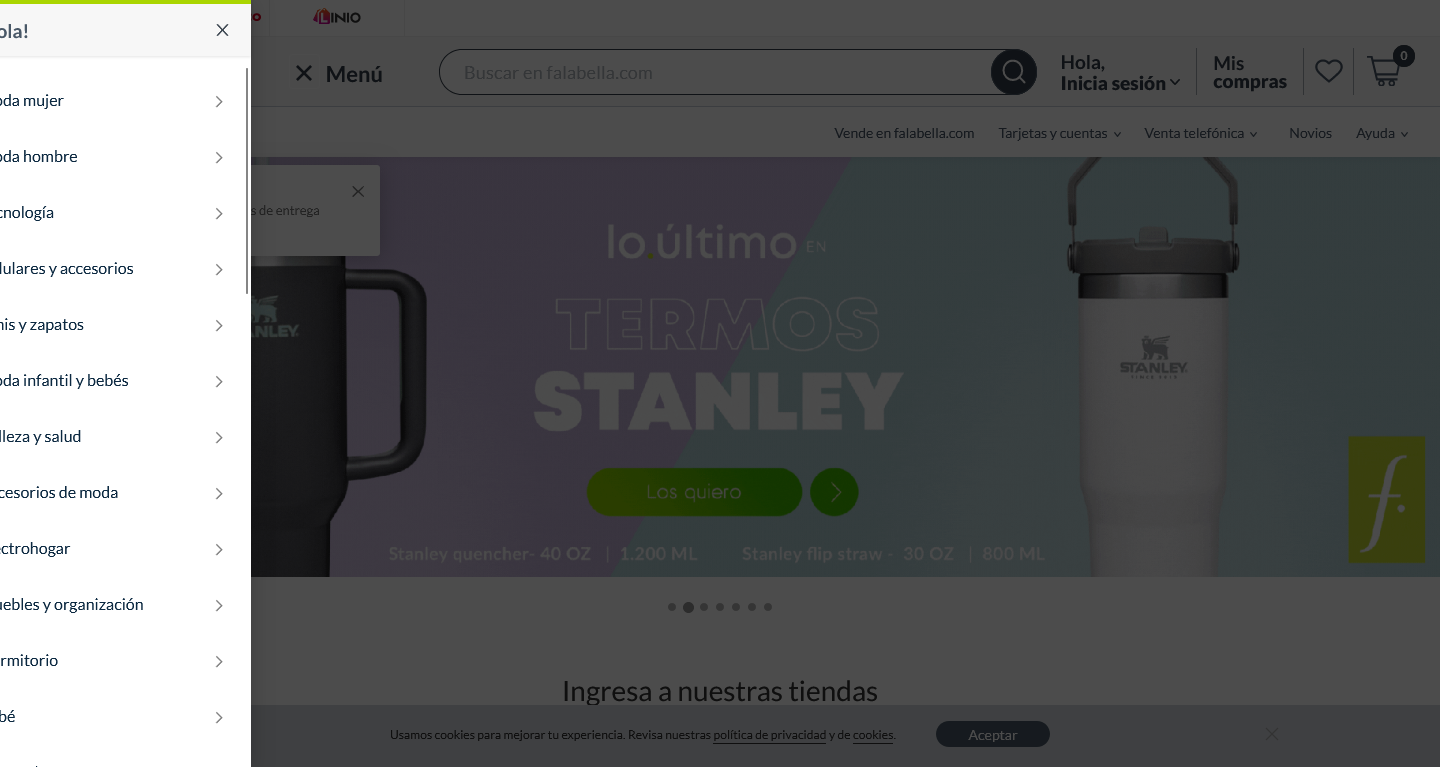 ola!
oda mujer
oda hombre
cnología
lulares y accesorios
nis y zapatos
oda infantil y bebés
lleza y salud
cesorios de moda
ectrohogar
uebles y organización
rmitorio
bé
LINIO
Menú
Buscar en falabella.com
Hola,
Inicia sesión
Mis
compras
0
Vende en falabella.com
Tarjetas y cuentas
Venta telefónica
Novios
Ayuda
s de entrega
lo.último EN
TERMOS
STANLEY
Los quiero
Stanley quencher- 40 OZ | 1.200 ML
Stanley flip straw - 30 OZ | 800 ML
NLEY
STANLEY
f.
Ingresa a nuestras tiendas
Usamos cookies para mejorar tu experiencia. Revisa nuestras política de privacidad y de cookies.
Aceptar